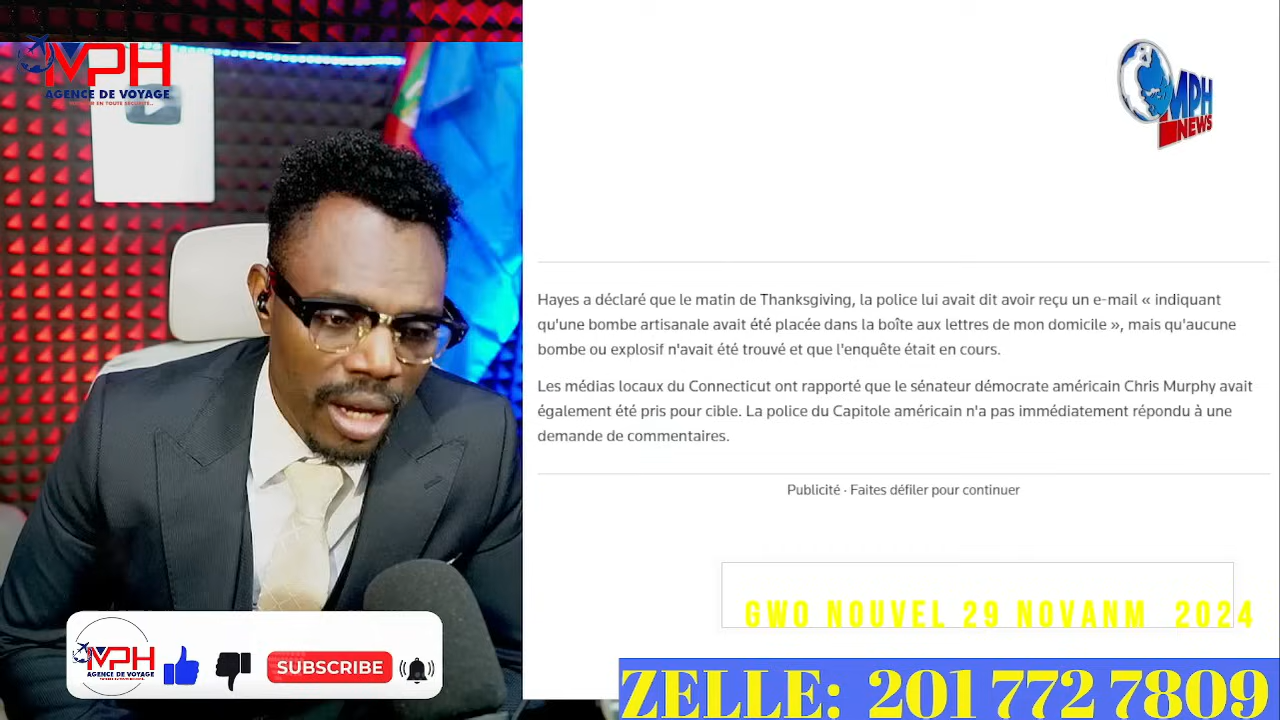 MPH
AGENCE DE VOYAGE
MPH
NEWS
Hayes a déclaré que le matin de Thanksgiving, la police lui avait dit avoir reçu un e-mail « indiquant
qu'une bombe artisanale avait été placée dans la boîte aux lettres de mon domicile », mais qu'aucune
bombe ou explosif n'avait été trouvé et que l'enquête était en cours.
Les médias locaux du Connecticut ont rapporté que le sénateur démocrate américain Chris Murphy avait
également été pris pour cible. La police du Capitole américain n'a pas immédiatement répondu à une
demande de commentaires.
Publicité · Faites défiler pour continuer
GWO NOUVEL 29 NOVANM 2024
MPH
AGENCE DE VOYAGE
SUBSCRIBE
ZELLE: 201 772 7809